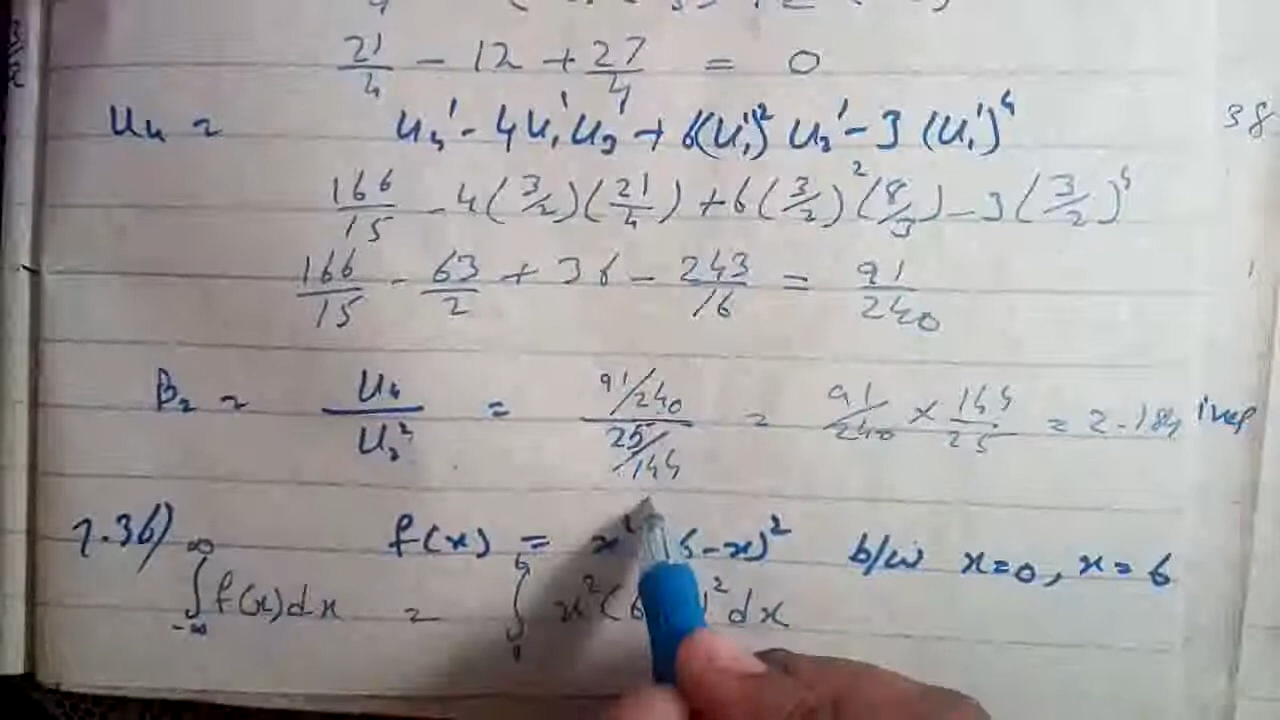 21/4 - 12 + 27/4 = 0
u₄ = u₄' - 4u₁'u₃' + 6(u₁')² u₂' - 3 (u₁')⁴
38
166/15 - 4(3/2)(21/4) + 6(3/2)²(8/3) - 3(3/2)⁴
166/15 - 63/2 + 36 - 243/16 = 91/240
β₂ = u₄/u₂² = (91/240)/(25/144) = 91/240 × 144/25 = 2.184
7.36) f(x) = (6-x)² b/w x=0, x=6
∫_{-∞}^{∞} f(x)dx = ∫ x²(6 )² dx